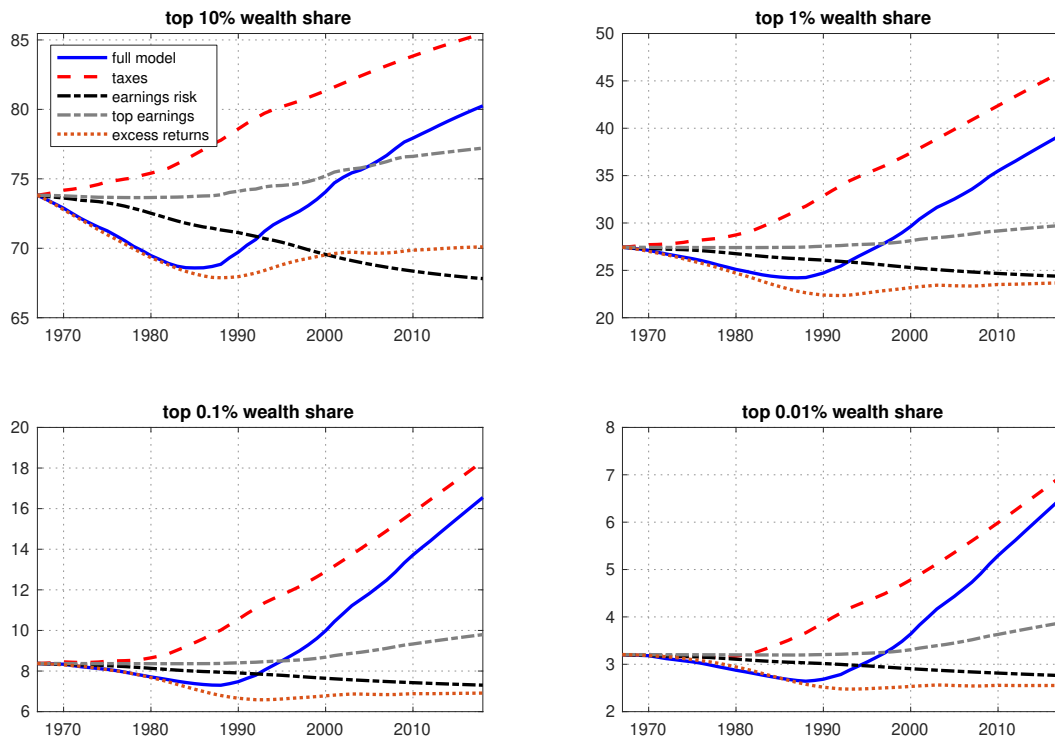 top 10% wealth share
85
80
75
70
65
1970 1980 1990 2000 2010
full model
taxes
earnings risk
top earnings
excess returns
top 1% wealth share
50
45
40
35
30
25
20
1970 1980 1990 2000 2010
top 0.1% wealth share
20
18
16
14
12
10
8
6
1970 1980 1990 2000 2010
top 0.01% wealth share
8
7
6
5
4
3
2
1970 1980 1990 2000 2010